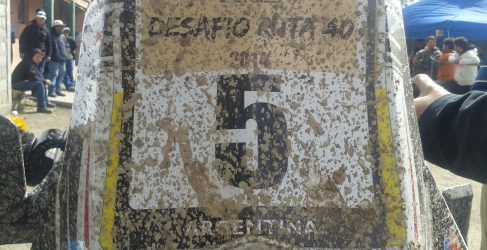 DESAFIO RUTA 40
2014
5
ARGENTINA